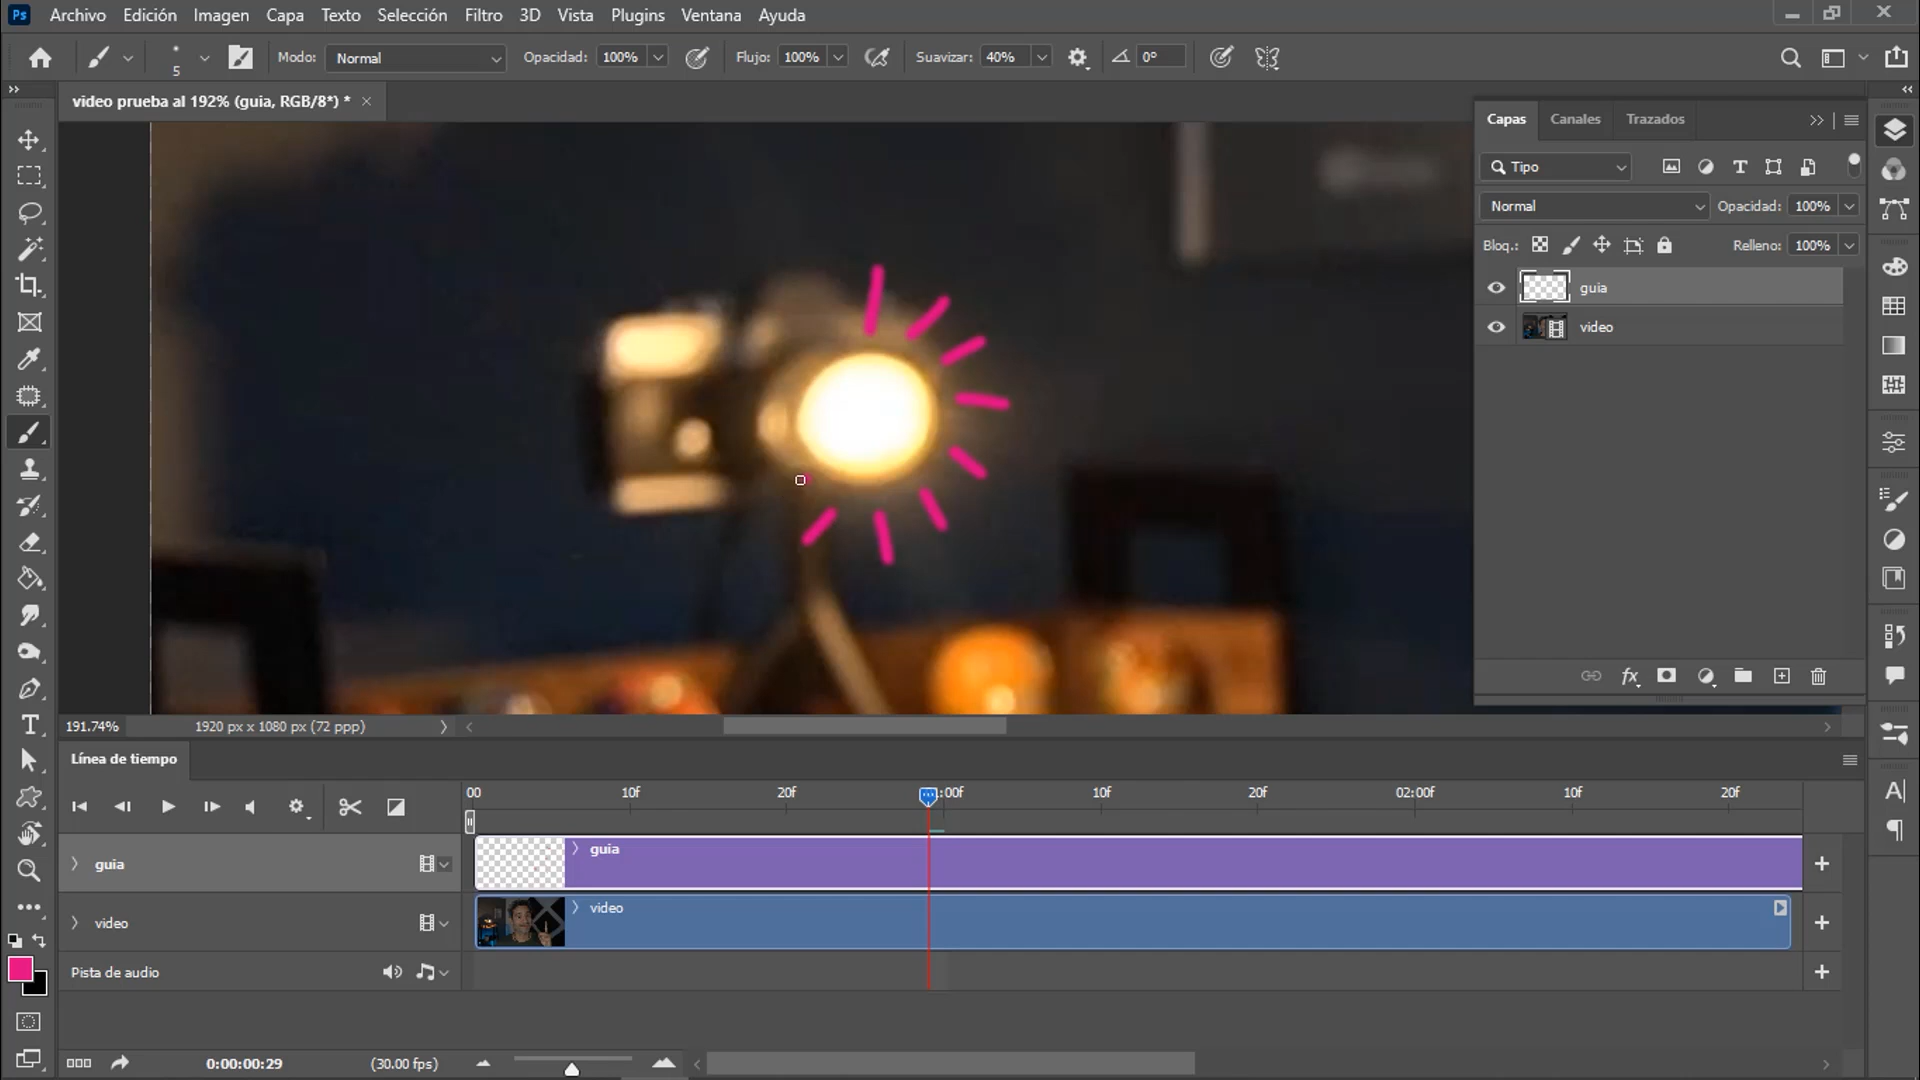 Ps Archivo Edición Imagen Capa Texto Selección Filtro 3D Vista Plugins Ventana Ayuda
5 Modo: Normal Opacidad: 100% Flujo: 100% Suavizar: 40% 0°
video prueba al 192% (guia, RGB/8*) * ×
Capas Canales Trazados
Tipo
Normal Opacidad: 100%
Bloq.: Relleno: 100%
guia
video
191.74% 1920 px x 1080 px (72 ppp)
Línea de tiempo
00 10f 20f 1:00f 10f 20f 02:00f 10f 20f
guia guia
video video
Pista de audio
0:00:00:29 (30.00 fps)